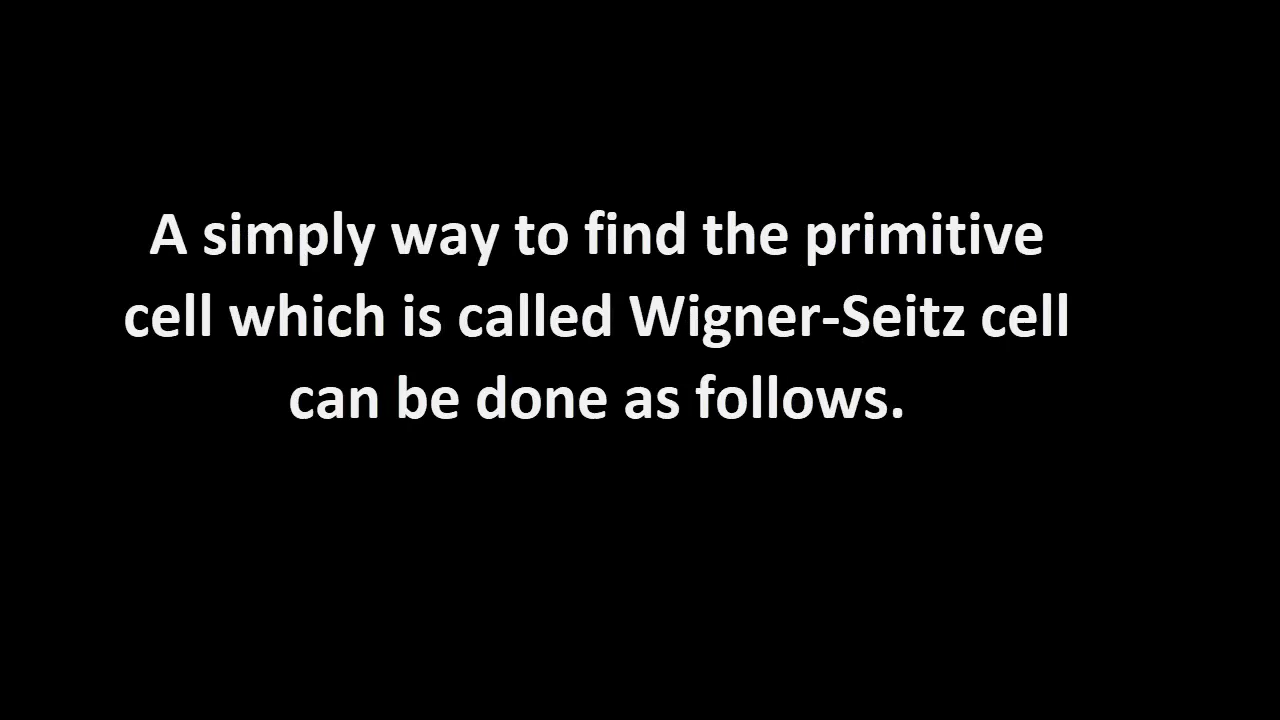 A simply way to find the primitive
cell which is called Wigner-Seitz cell
can be done as follows.